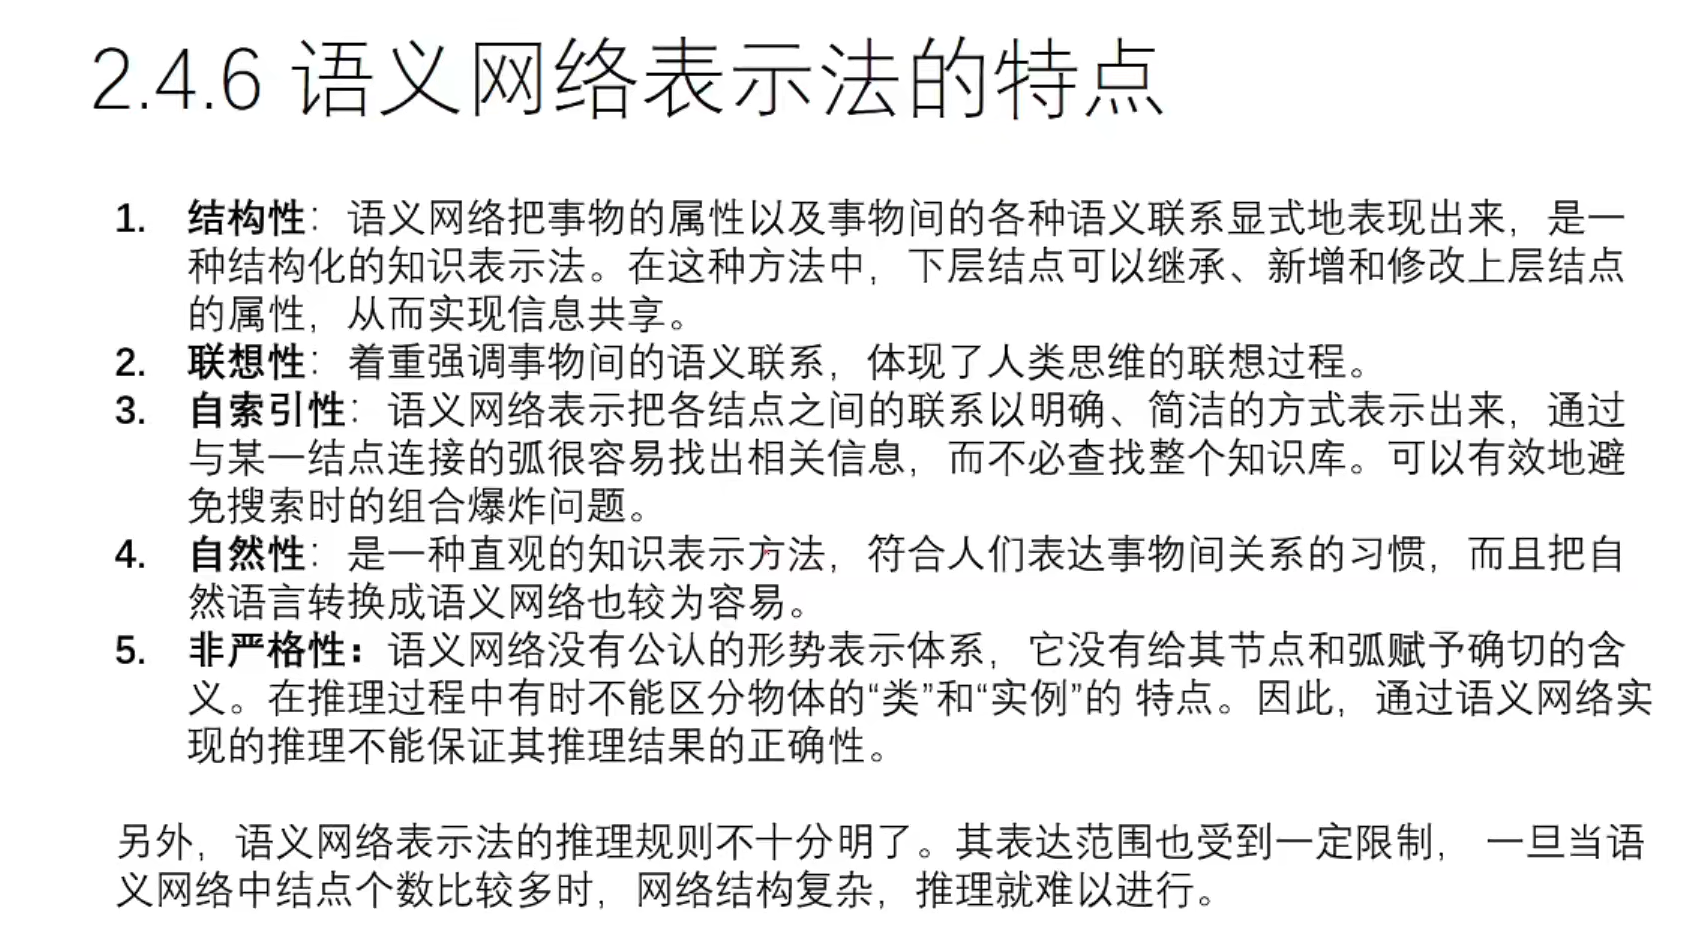 2.4.6 语义网络表示法的特点
1. 结构性：语义网络把事物的属性以及事物间的各种语义联系显式地表现出来，是一
种结构化的知识表示法。在这种方法中，下层结点可以继承、新增和修改上层结点
的属性，从而实现信息共享。
2. 联想性：着重强调事物间的语义联系，体现了人类思维的联想过程。
3. 自索引性：语义网络表示把各结点之间的联系以明确、简洁的方式表示出来，通过
与某一结点连接的弧很容易找出相关信息，而不必查找整个知识库。可以有效地避
免搜索时的组合爆炸问题。
4. 自然性：是一种直观的知识表示方法，符合人们表达事物间关系的习惯，而且把自
然语言转换成语义网络也较为容易。
5. 非严格性：语义网络没有公认的形势表示体系，它没有给其节点和弧赋予确切的含
义。在推理过程中有时不能区分物体的“类”和“实例”的 特点。因此，通过语义网络实
现的推理不能保证其推理结果的正确性。
另外，语义网络表示法的推理规则不十分明了。其表达范围也受到一定限制， 一旦当语
义网络中结点个数比较多时，网络结构复杂，推理就难以进行。